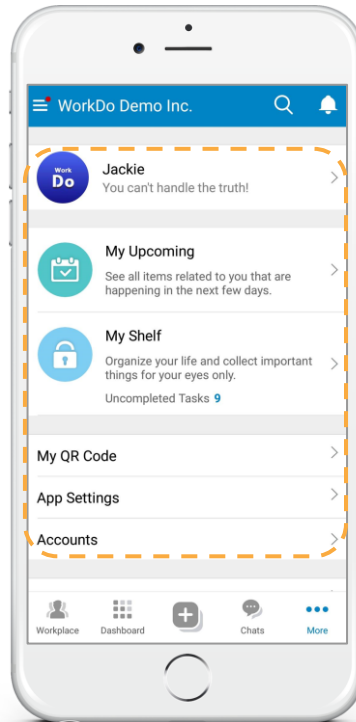 WorkDo Demo Inc.
Work
Do
Jackie
You can't handle the truth!
My Upcoming
See all items related to you that are
happening in the next few days.
My Shelf
Organize your life and collect important
things for your eyes only.
Uncompleted Tasks 9
My QR Code
App Settings
Accounts
Workplace Dashboard Chats More